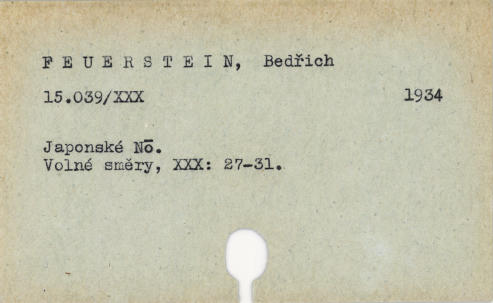 F E U E R S T E I N, Bedřich
15.039/XXX 1934
Japonské Nō.
Volné směry, XXX: 27-31.